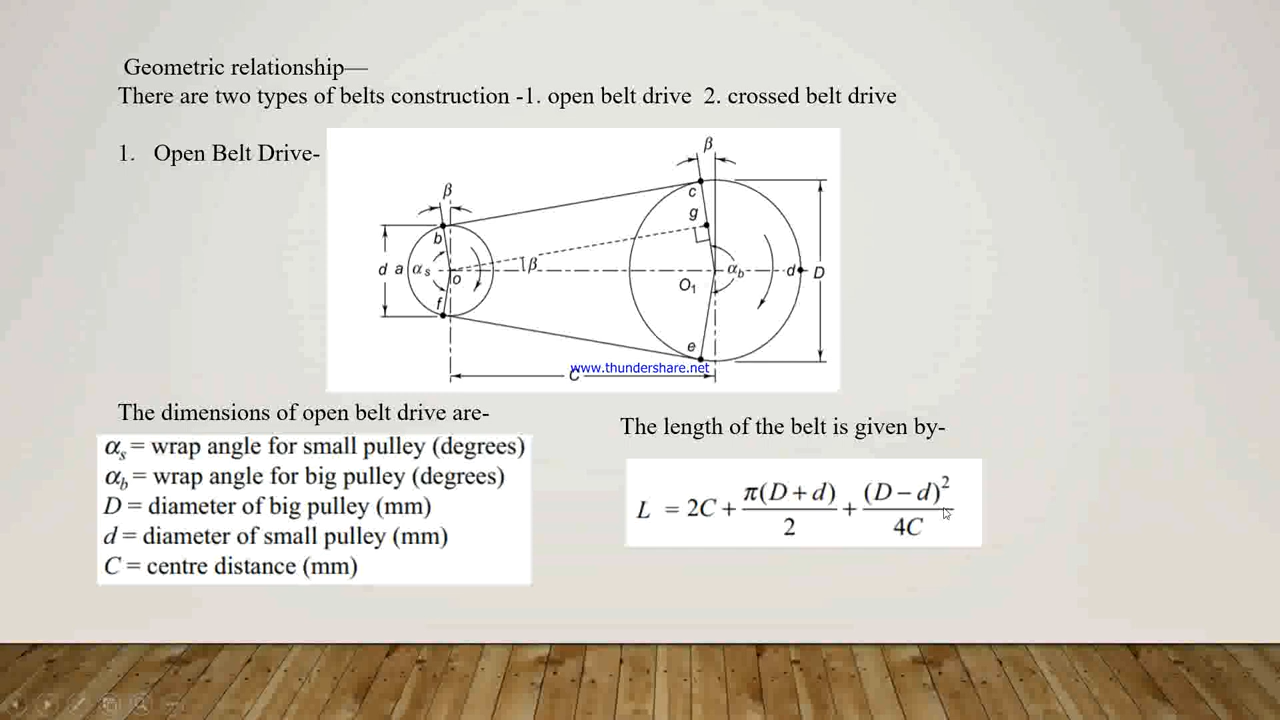 Geometric relationship—
There are two types of belts construction -1. open belt drive 2. crossed belt drive
1. Open Belt Drive-
β
β
c
g
b
d a αs o β αb d D
O1
f
e
www.thundershare.net
C
The dimensions of open belt drive are-
αs = wrap angle for small pulley (degrees)
αb = wrap angle for big pulley (degrees)
D = diameter of big pulley (mm)
d = diameter of small pulley (mm)
C = centre distance (mm)
The length of the belt is given by-
L = 2C + π(D + d)/2 + (D − d)²/4C